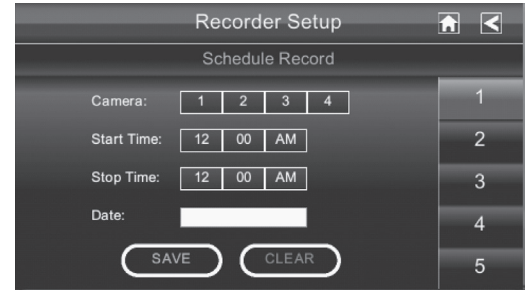 Recorder Setup
Schedule Record
Camera: 1 2 3 4
Start Time: 12 00 AM
Stop Time: 12 00 AM
Date:
SAVE CLEAR
1
2
3
4
5